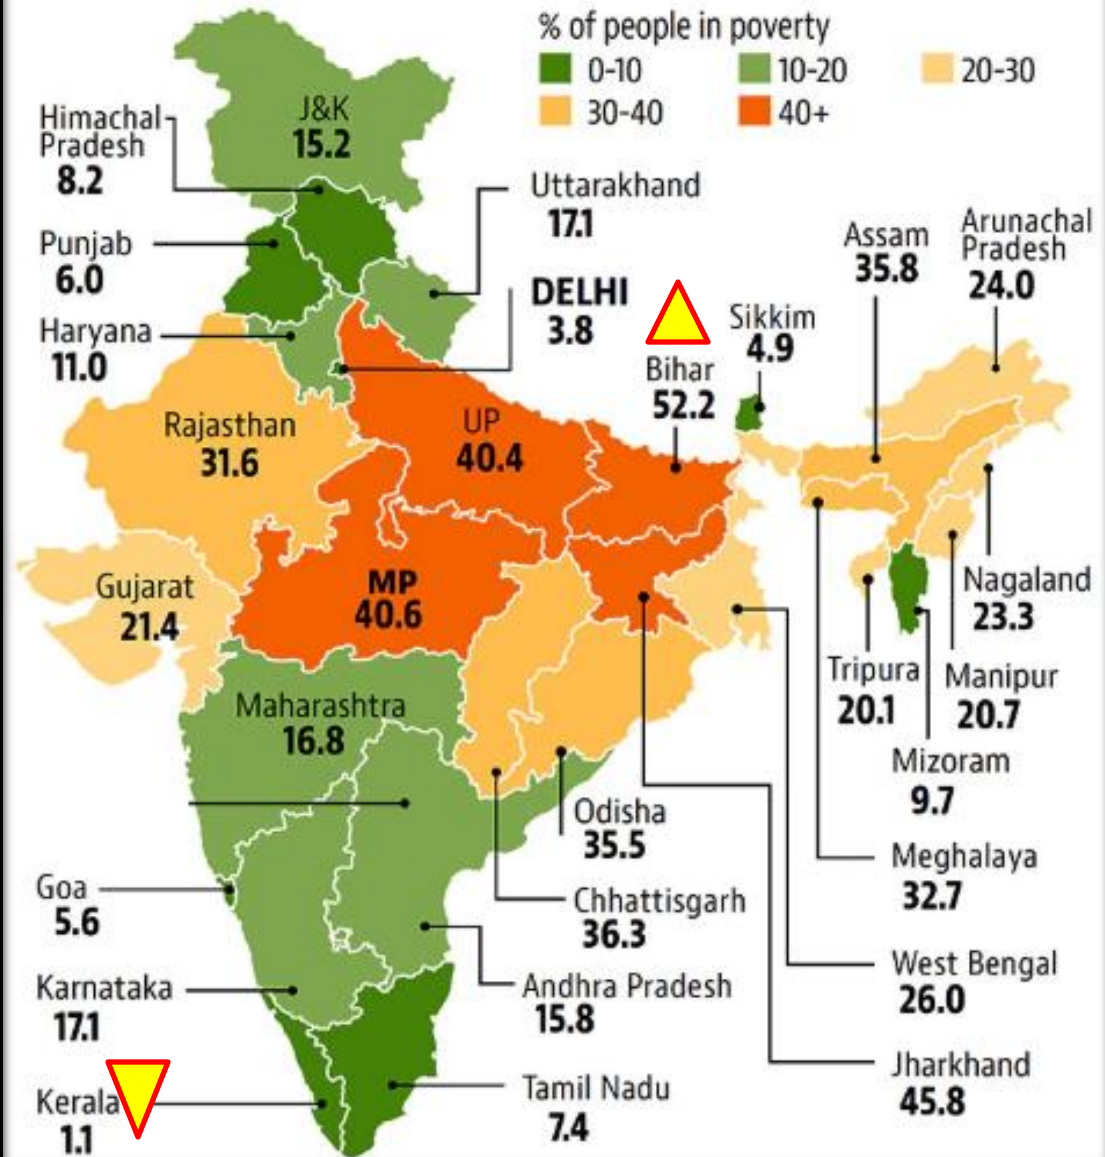 % of people in poverty
0-10
10-20
20-30
30-40
40+
J&K
15.2
Himachal
Pradesh
8.2
Uttarakhand
17.1
Punjab
6.0
Assam
35.8
Arunachal
Pradesh
24.0
DELHI
3.8
Sikkim
4.9
Haryana
11.0
Bihar
52.2
Rajasthan
31.6
UP
40.4
Gujarat
21.4
MP
40.6
Nagaland
23.3
Tripura
20.1
Manipur
20.7
Maharashtra
16.8
Mizoram
9.7
Odisha
35.5
Meghalaya
32.7
Goa
5.6
Chhattisgarh
36.3
West Bengal
26.0
Karnataka
17.1
Andhra Pradesh
15.8
Jharkhand
45.8
Kerala
1.1
Tamil Nadu
7.4